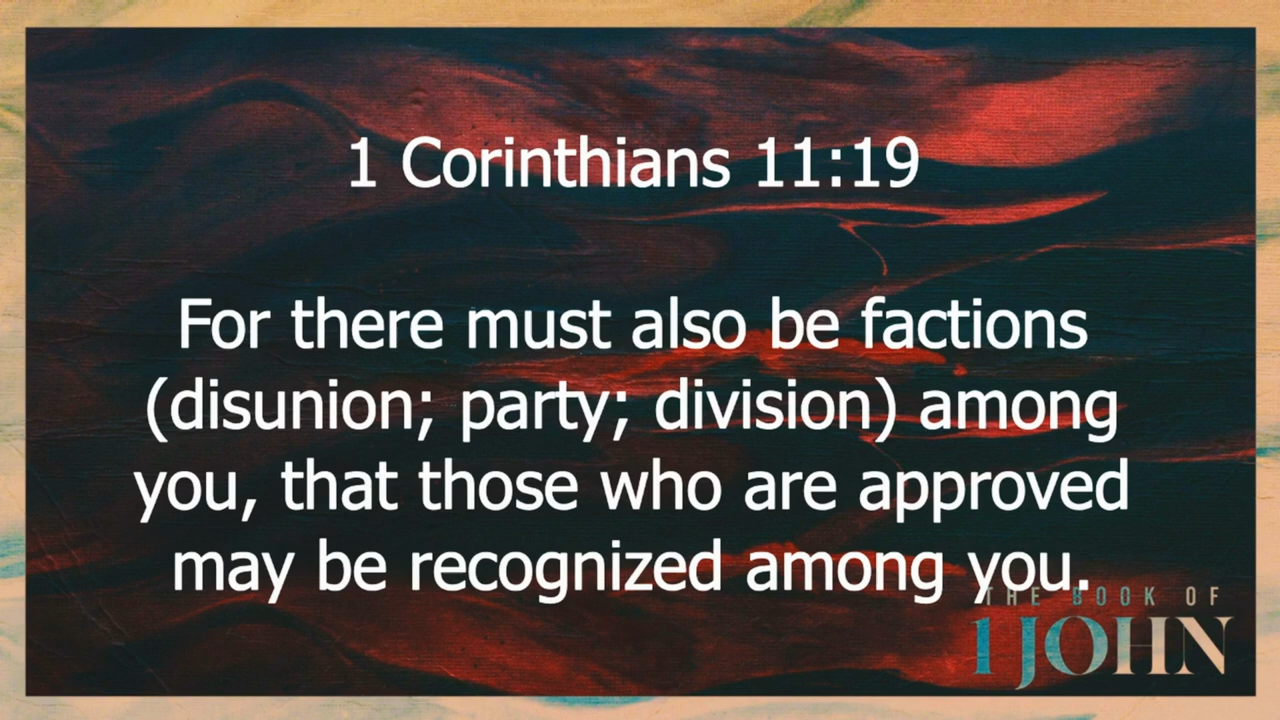 1 Corinthians 11:19
For there must also be factions
(disunion; party; division) among
you, that those who are approved
may be recognized among you.
THE BOOK OF
1 JOHN